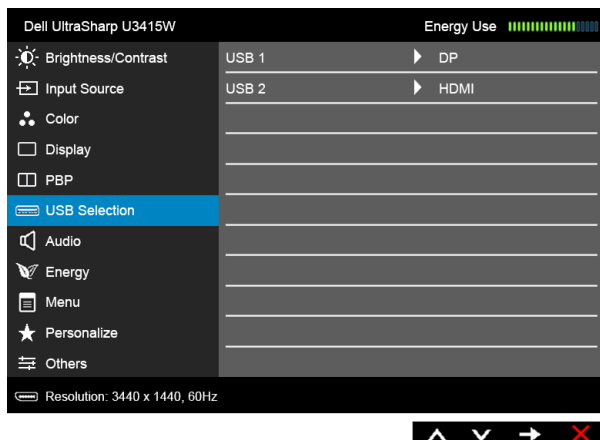 Dell UltraSharp U3415W Energy Use
Brightness/Contrast
Input Source
Color
Display
PBP
USB Selection
Audio
Energy
Menu
Personalize
Others
USB 1 DP
USB 2 HDMI
Resolution: 3440 x 1440, 60Hz